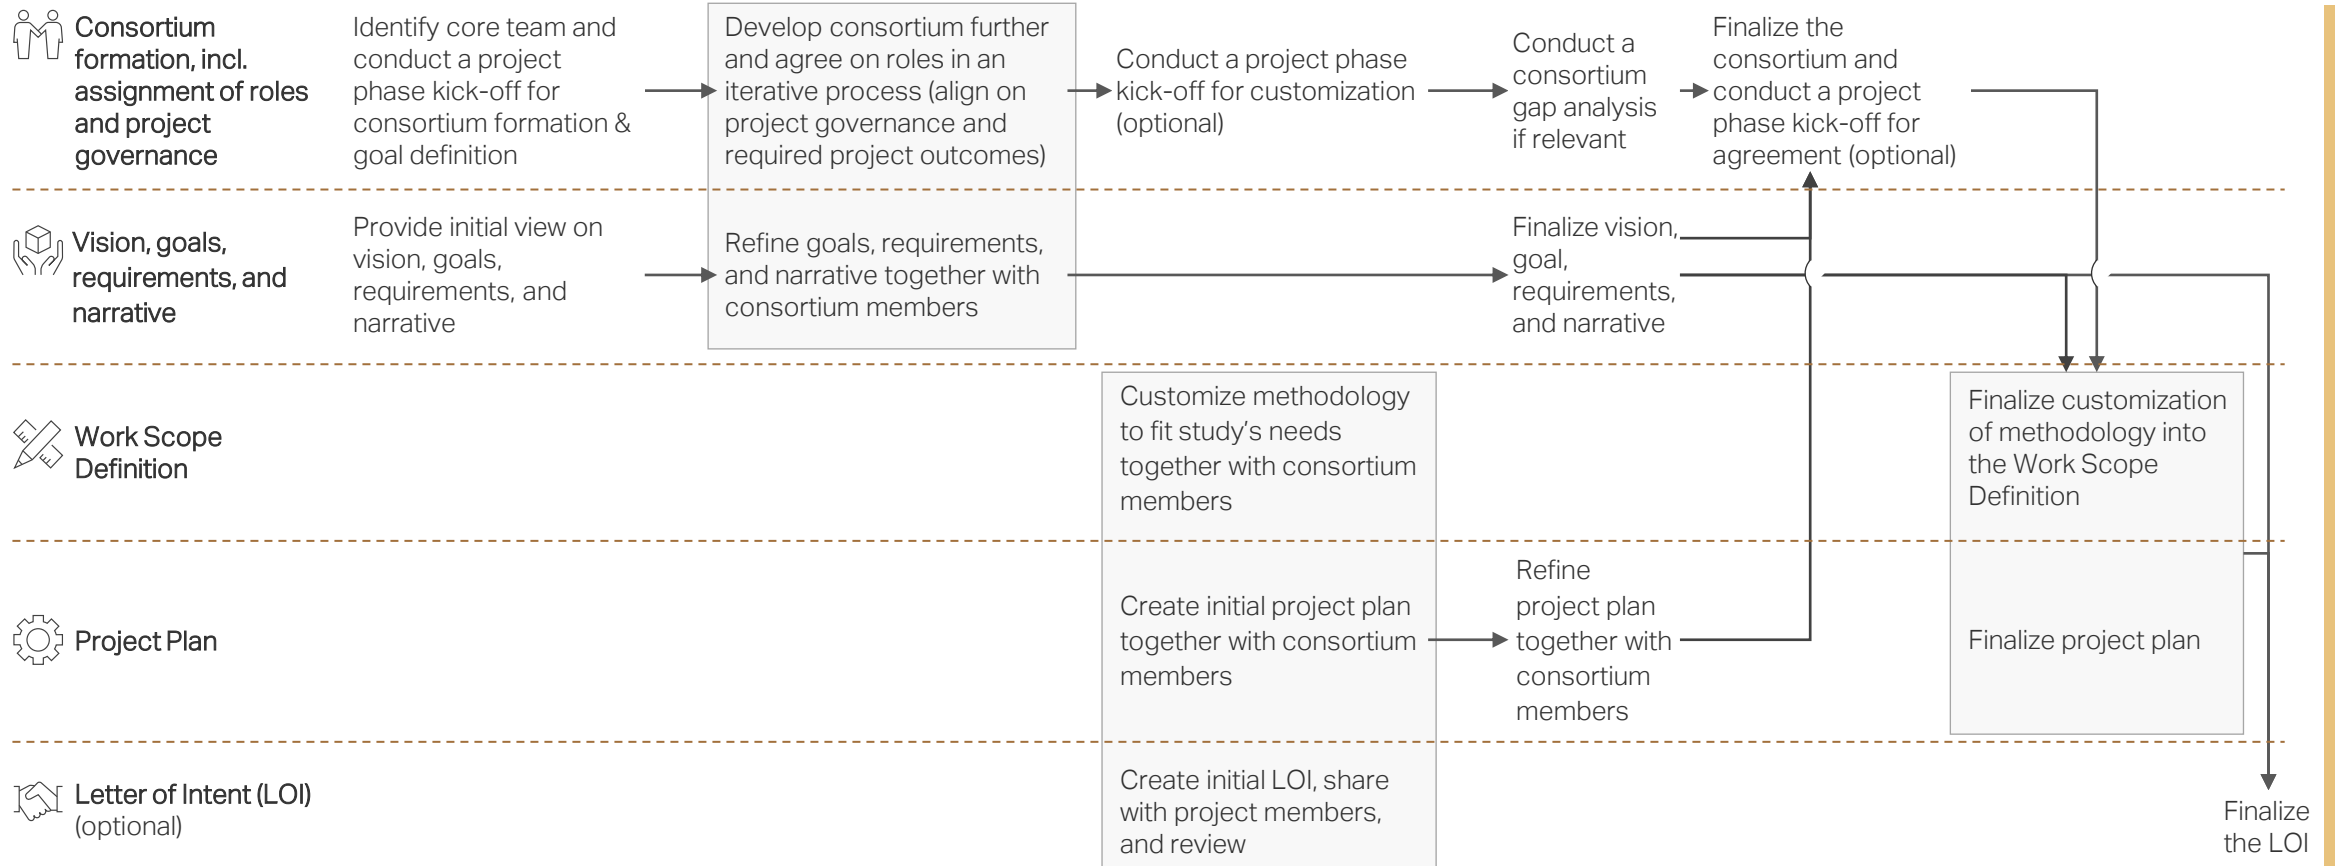 Consortium
formation, incl.
assignment of roles
and project
governance
Identify core team and
conduct a project
phase kick-off for
consortium formation &
goal definition
Develop consortium further
and agree on roles in an
iterative process (align on
project governance and
required project outcomes)
Conduct a project phase
kick-off for customization
(optional)
Conduct a
consortium
gap analysis
if relevant
Finalize the
consortium and
conduct a project
phase kick-off for
agreement (optional)
Vision, goals,
requirements, and
narrative
Provide initial view on
vision, goals,
requirements, and
narrative
Refine goals, requirements,
and narrative together with
consortium members
Finalize vision,
goal,
requirements,
and narrative
Work Scope
Definition
Customize methodology
to fit study's needs
together with consortium
members
Finalize customization
of methodology into
the Work Scope
Definition
Project Plan
Create initial project plan
together with consortium
members
Refine
project plan
together with
consortium
members
Finalize project plan
Letter of Intent (LOI)
(optional)
Create initial LOI, share
with project members,
and review
Finalize
the LOI